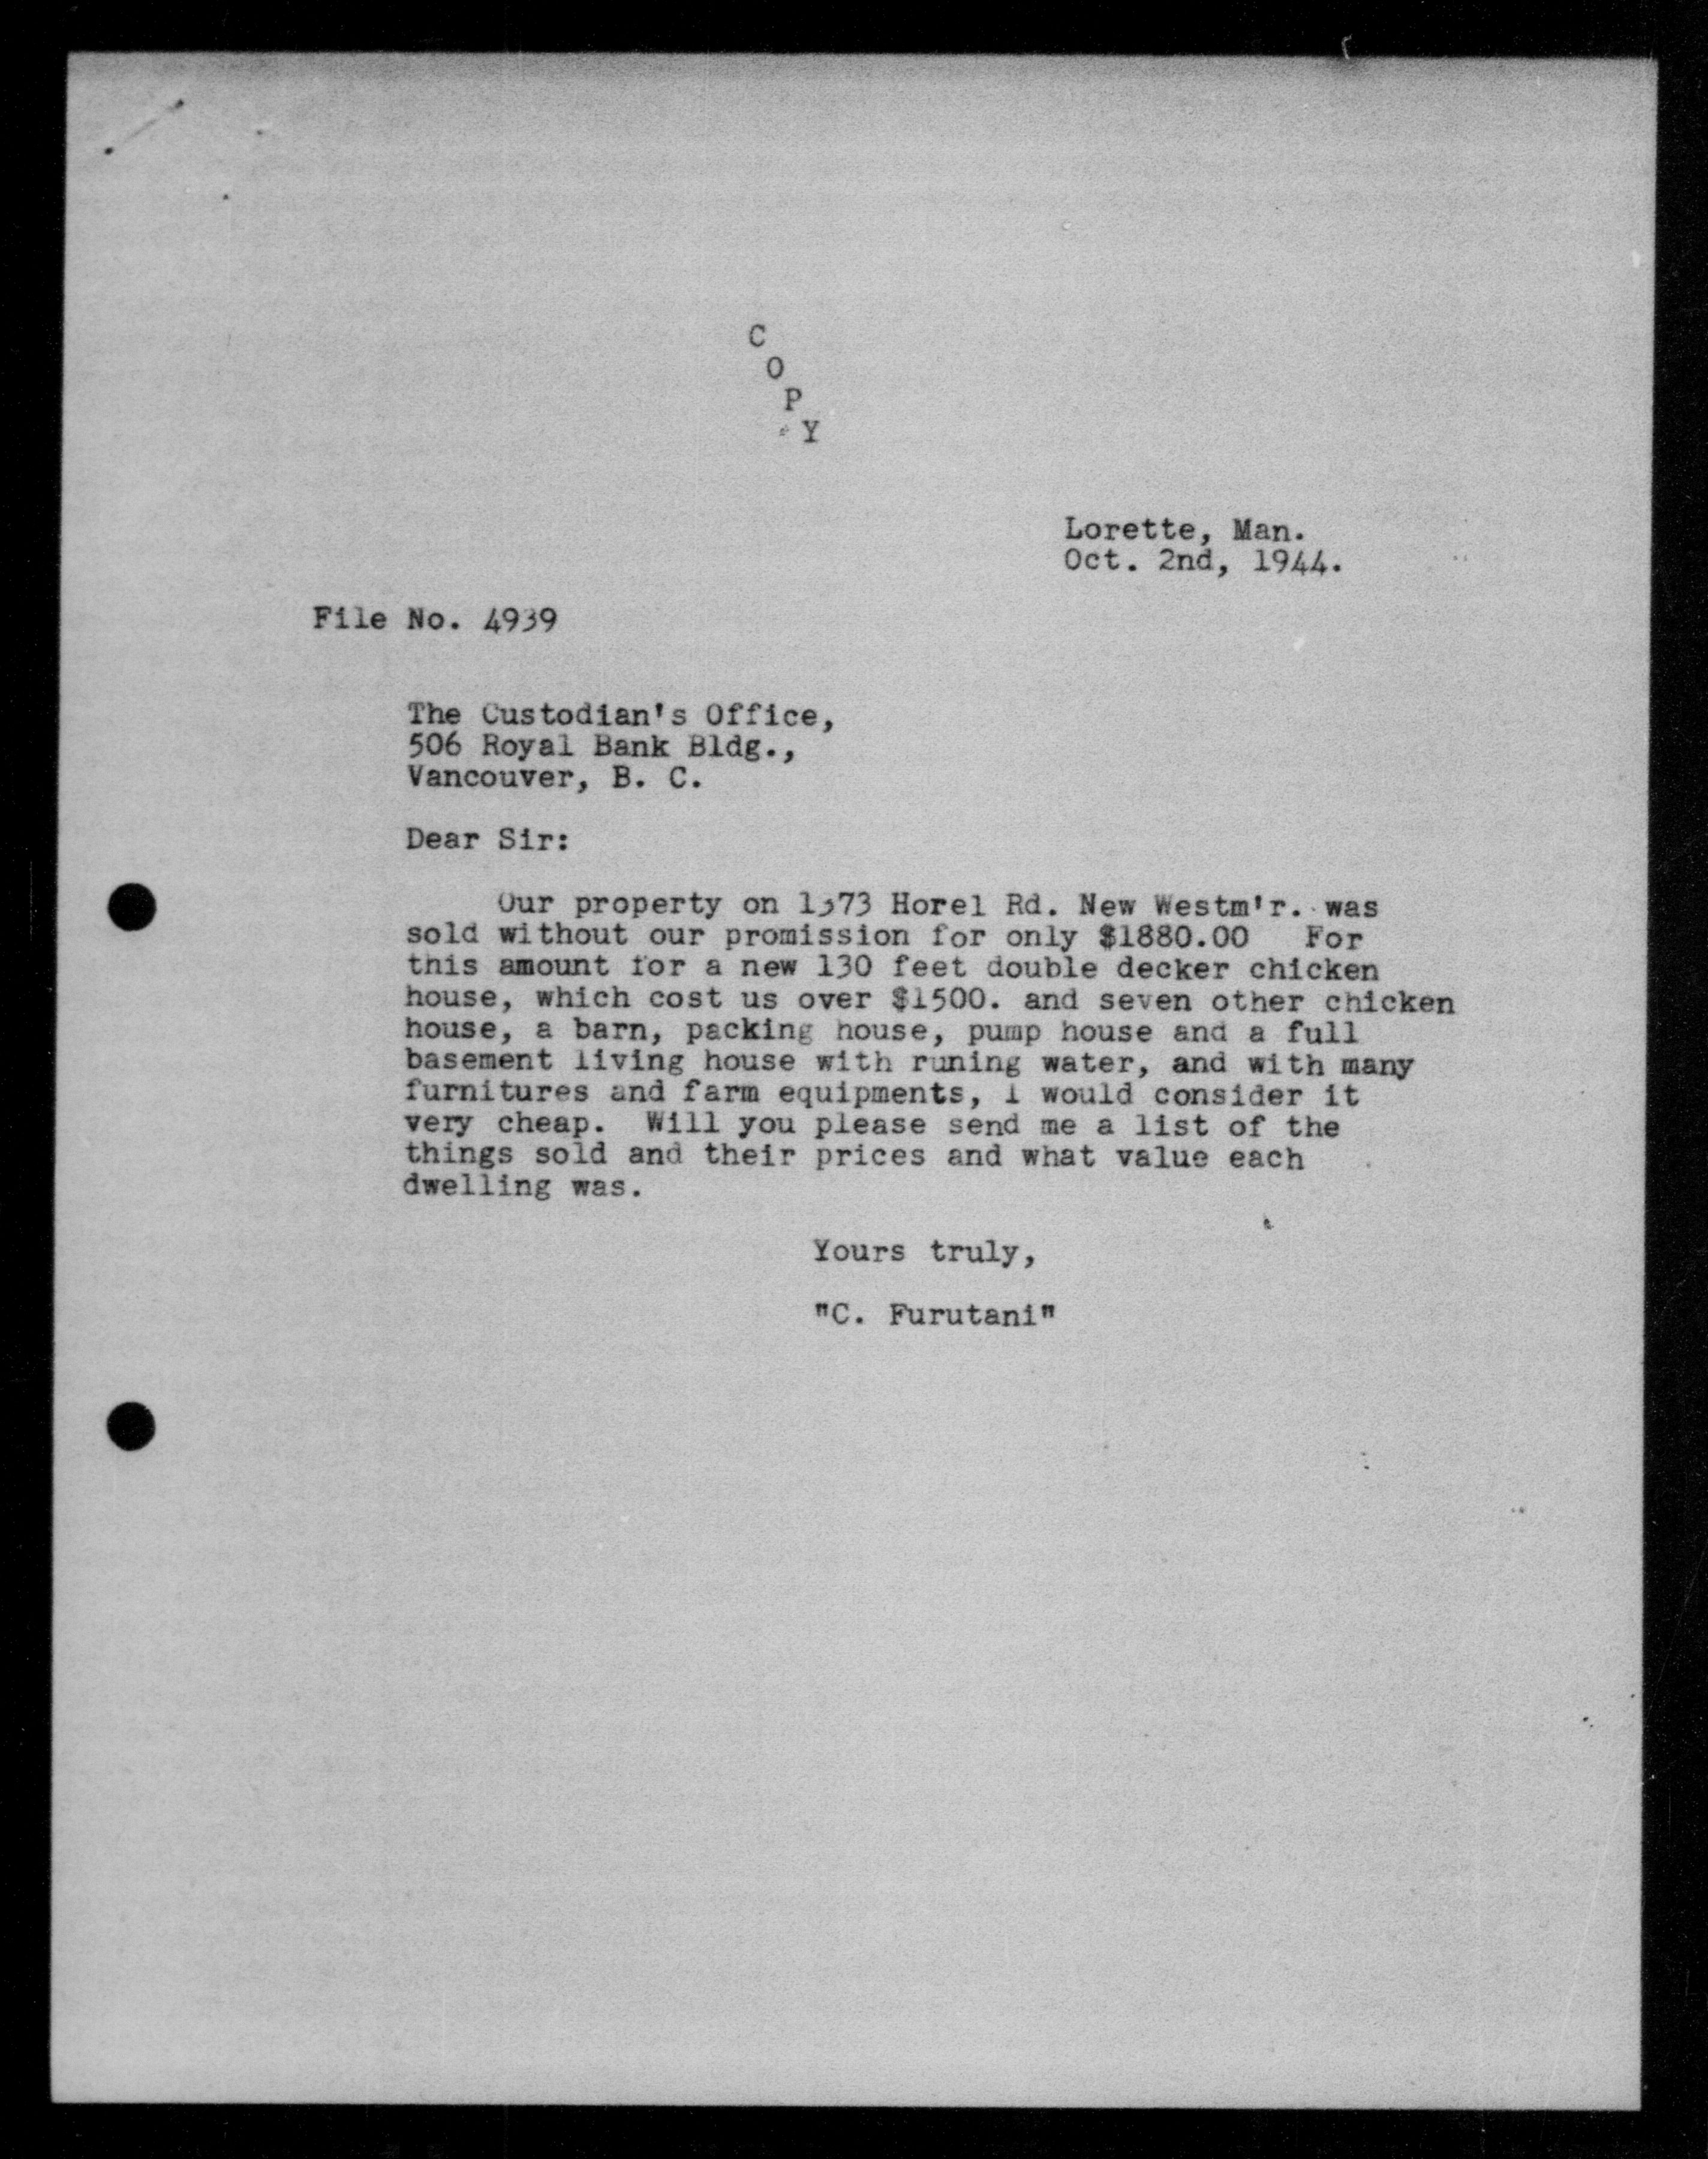 C
O
P
Y
Lorette, Man.
Oct. 2nd, 1944.
File No. 4939
The Custodian's Office,
506 Royal Bank Bldg.,
Vancouver, B. C.
Dear Sir:
Our property on 1373 Horel Rd. New Westm'r. was
sold without our promission for only $1880.00 For
this amount for a new 130 feet double decker chicken
house, which cost us over $1500. and seven other chicken
house, a barn, packing house, pump house and a full
basement living house with runing water, and with many
furnitures and farm equipments, I would consider it
very cheap. Will you please send me a list of the
things sold and their prices and what value each
dwelling was.
Yours truly,
"C. Furutani"